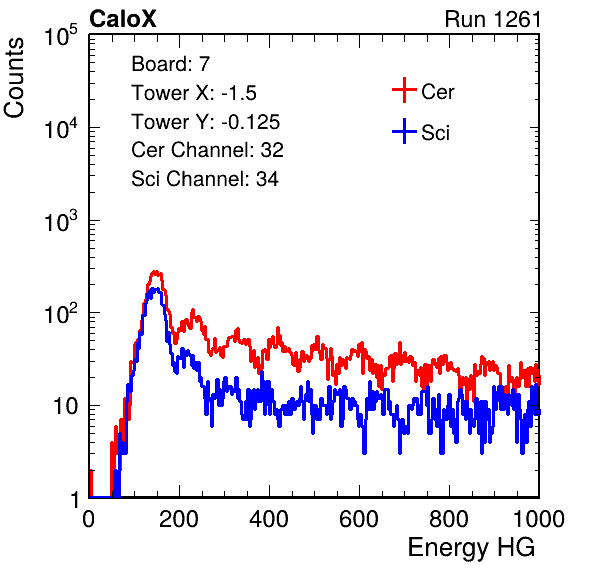 CaloX Run 1261
Counts
10^5
10^4
10^3
10^2
10
1
Board: 7
Tower X: -1.5
Tower Y: -0.125
Cer Channel: 32
Sci Channel: 34
Cer
Sci
0 200 400 600 800 1000
Energy HG